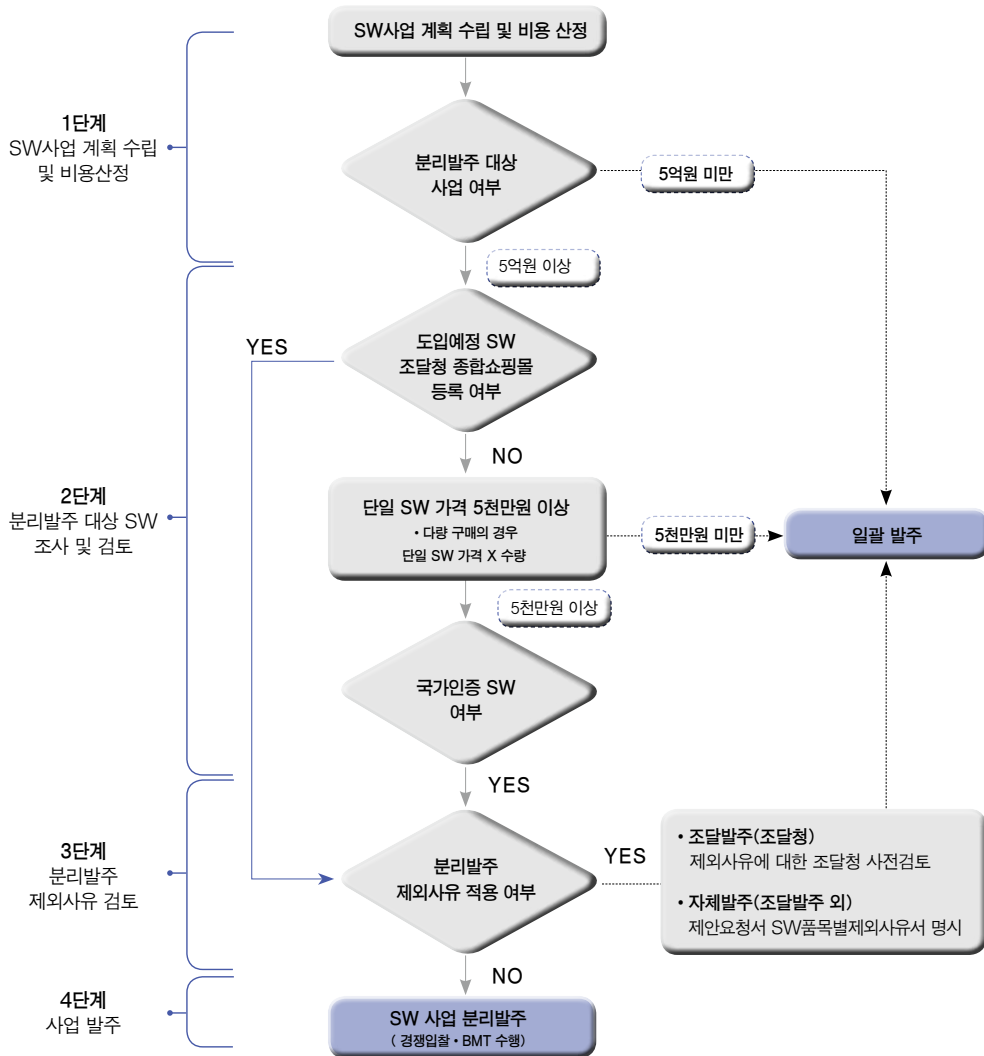 SW사업 계획 수립 및 비용 산정
1단계
SW사업 계획 수립
및 비용산정
분리발주 대상
사업 여부
5억원 미만
5억원 이상
YES
도입예정 SW
조달청 종합쇼핑몰
등록 여부
NO
2단계
분리발주 대상 SW
조사 및 검토
단일 SW 가격 5천만원 이상
• 다량 구매의 경우
단일 SW 가격 X 수량
5천만원 미만
일괄 발주
5천만원 이상
국가인증 SW
여부
YES
3단계
분리발주
제외사유 검토
분리발주
제외사유 적용 여부
YES
• 조달발주(조달청)
제외사유에 대한 조달청 사전검토
• 자체발주(조달발주 외)
제안요청서 SW품목별제외사유서 명시
NO
4단계
사업 발주
SW 사업 분리발주
( 경쟁입찰 • BMT 수행)